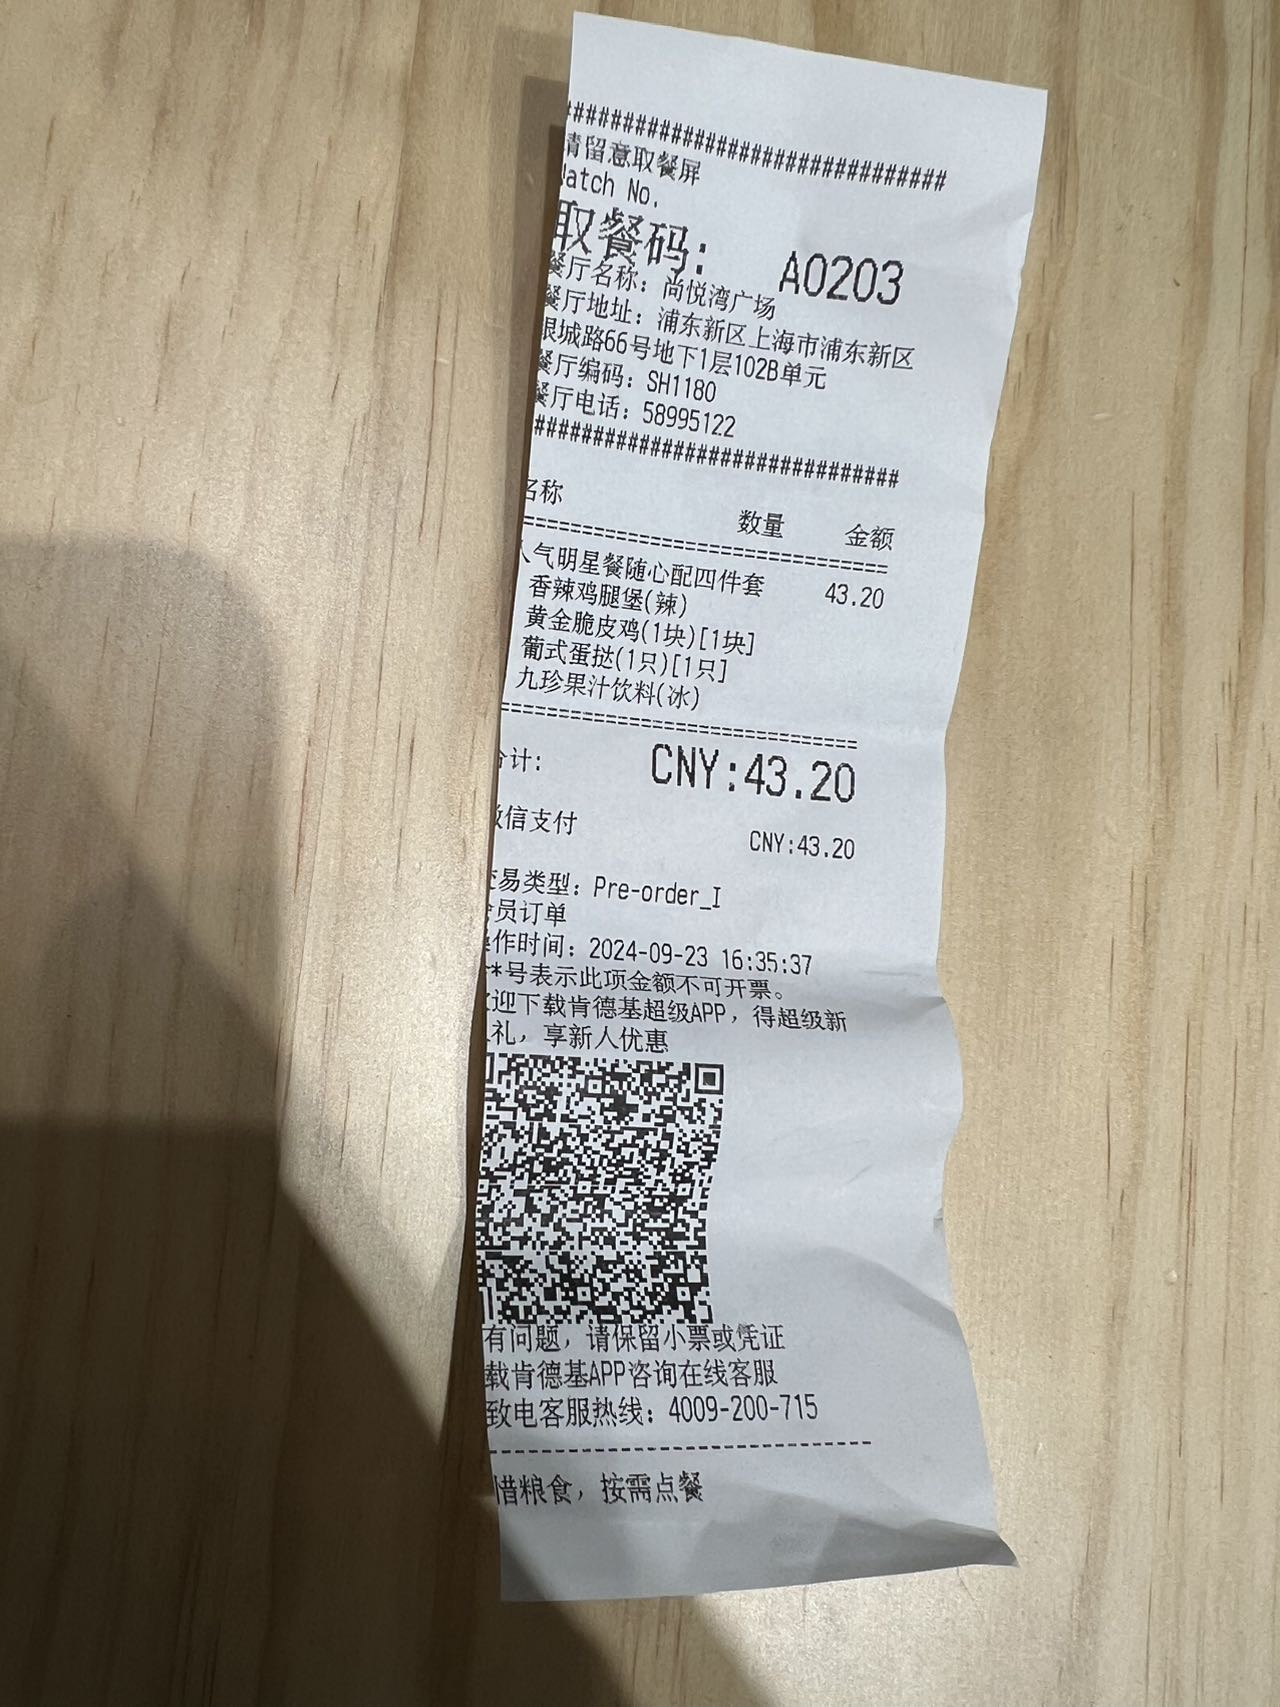 ################################
请留意取餐屏
Watch No.
取餐码: A0203
餐厅名称: 尚悦湾广场
餐厅地址: 浦东新区上海市浦东新区
银城路66号地下1层102B单元
餐厅编码: SH1180
餐厅电话: 58995122
################################
名称 数量 金额
================================
人气明星餐随心配四件套 43.20
香辣鸡腿堡(辣)
黄金脆皮鸡(1块)[1块]
葡式蛋挞(1只)[1只]
九珍果汁饮料(冰)
================================
合计: CNY:43.20
微信支付 CNY:43.20
交易类型: Pre-order_I
会员订单
操作时间: 2024-09-23 16:35:37
**号表示此项金额不可开票。
欢迎下载肯德基超级APP, 得超级新
人礼, 享新人优惠
有问题, 请保留小票或凭证
载肯德基APP咨询在线客服
致电客服热线: 4009-200-715
--------------------------------
惜粮食, 按需点餐